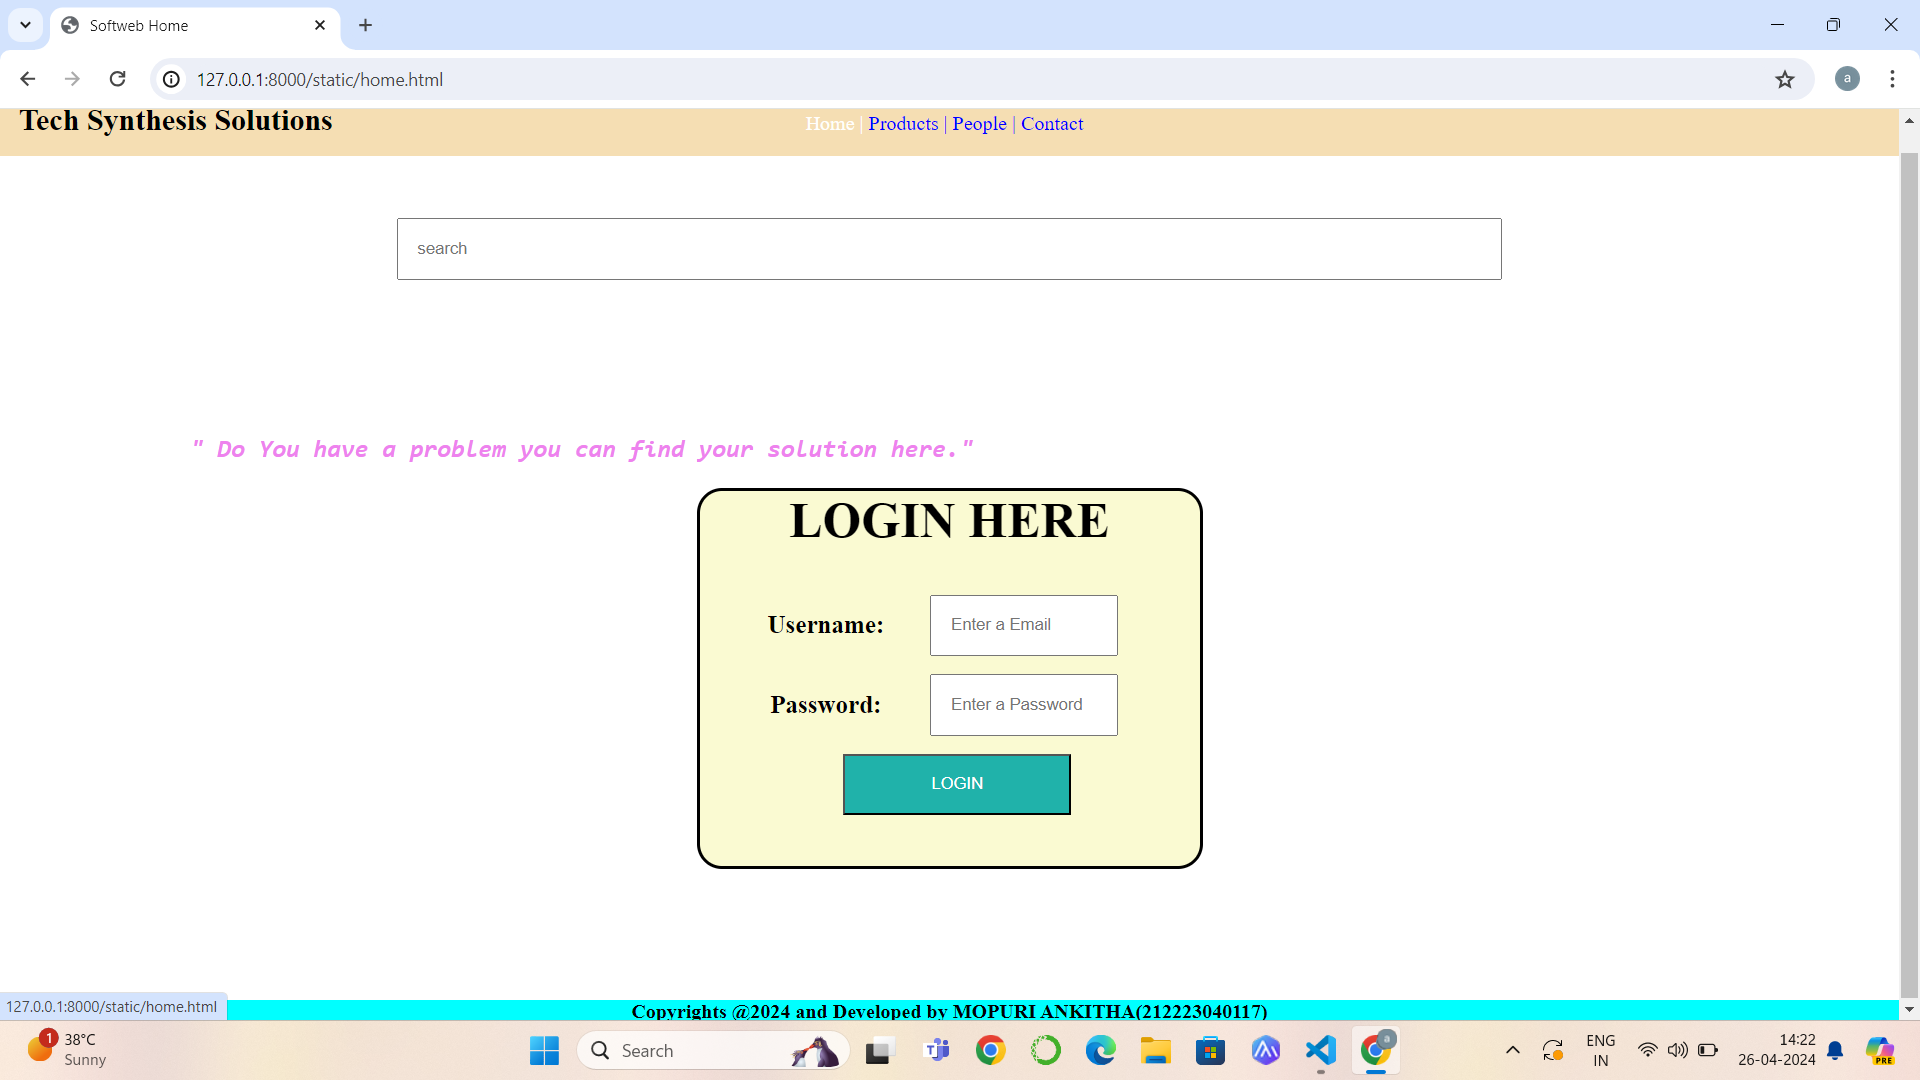 Softweb Home
127.0.0.1:8000/static/home.html
a
Tech Synthesis Solutions
Home | Products | People | Contact
search
" Do You have a problem you can find your solution here."
LOGIN HERE
Username: Enter a Email
Password: Enter a Password
LOGIN
127.0.0.1:8000/static/home.html
Copyrights @2024 and Developed by MOPURI ANKITHA(212223040117)
1
38°C
Sunny
Search
a
ENG
IN
14:22
26-04-2024
PRE